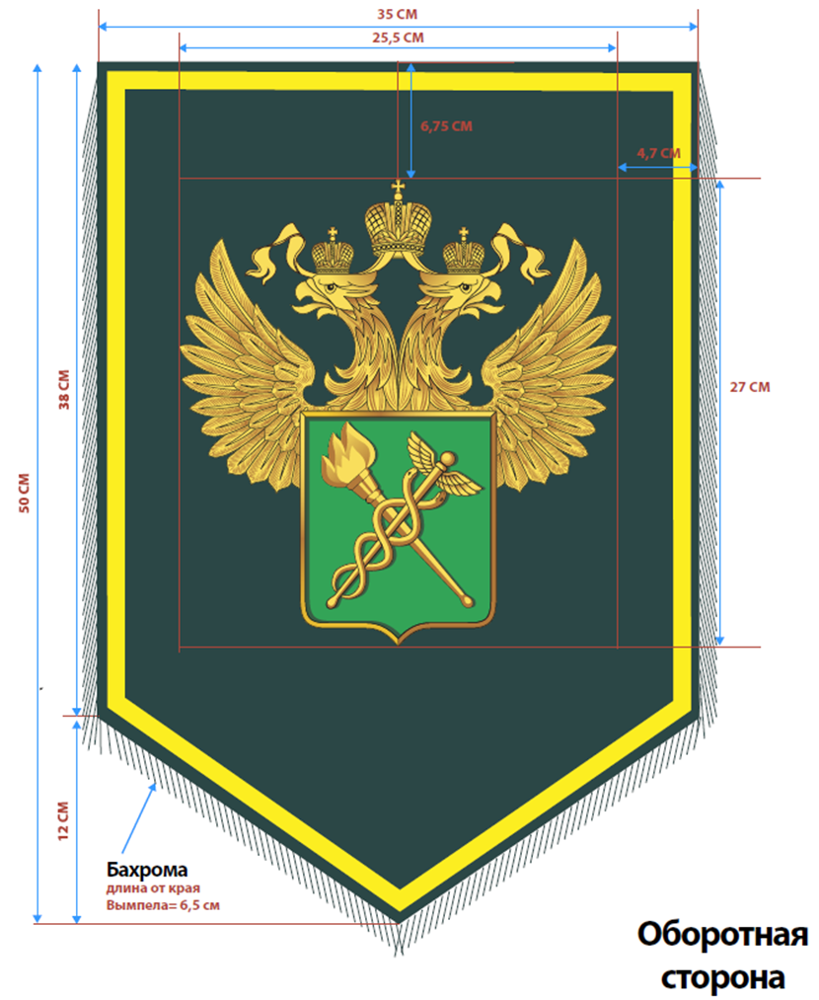 35 СМ
25,5 СМ
6,75 СМ
4,7 СМ
38 СМ
27 СМ
50 СМ
12 СМ
Бахрома
длина от края
Вымпела= 6,5 см
Оборотная
сторона